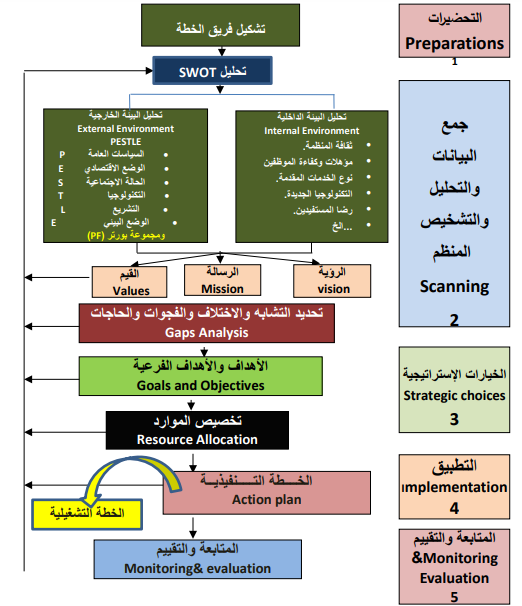 تشكيل فريق الخطة
التحضيرات
Preparations
1
تحليل SWOT
تحليل البيئة الخارجية
External Environment
PESTLE
السياسات العامة P
الوضع الاقتصادي E
الحالة الاجتماعية S
التكنولوجيا T
التشريع L
الوضع البيئي E
ومجموعة بورتر (PF)
تحليل البيئة الداخلية
Internal Environment
ثقافة المنظمة.
مؤهلات وكفاءة الموظفين
نوع الخدمات المقدمة.
التكنولوجيا الجديدة.
رضا المستفيدين.
...الخ
جمع
البيانات
والتحليل
والتشخيص
المنظم
Scanning
2
الرؤية
vision
الرسالة
Mission
القيم
Values
تحديد التشابه والاختلاف والفجوات والحاجات
Gaps Analysis
الأهداف والأهداف الفرعية
Goals and Objectives
الخيارات الإستراتيجية
Strategic choices
3
تخصيص الموارد
Resource Allocation
الخـــطة التـــنفيذيـــة
Action plan
الخطة التشغيلية
التطبيق
implementation
4
المتابعة والتقييم
Monitoring& evaluation
المتابعة والتقييم
&Monitoring
Evaluation
5